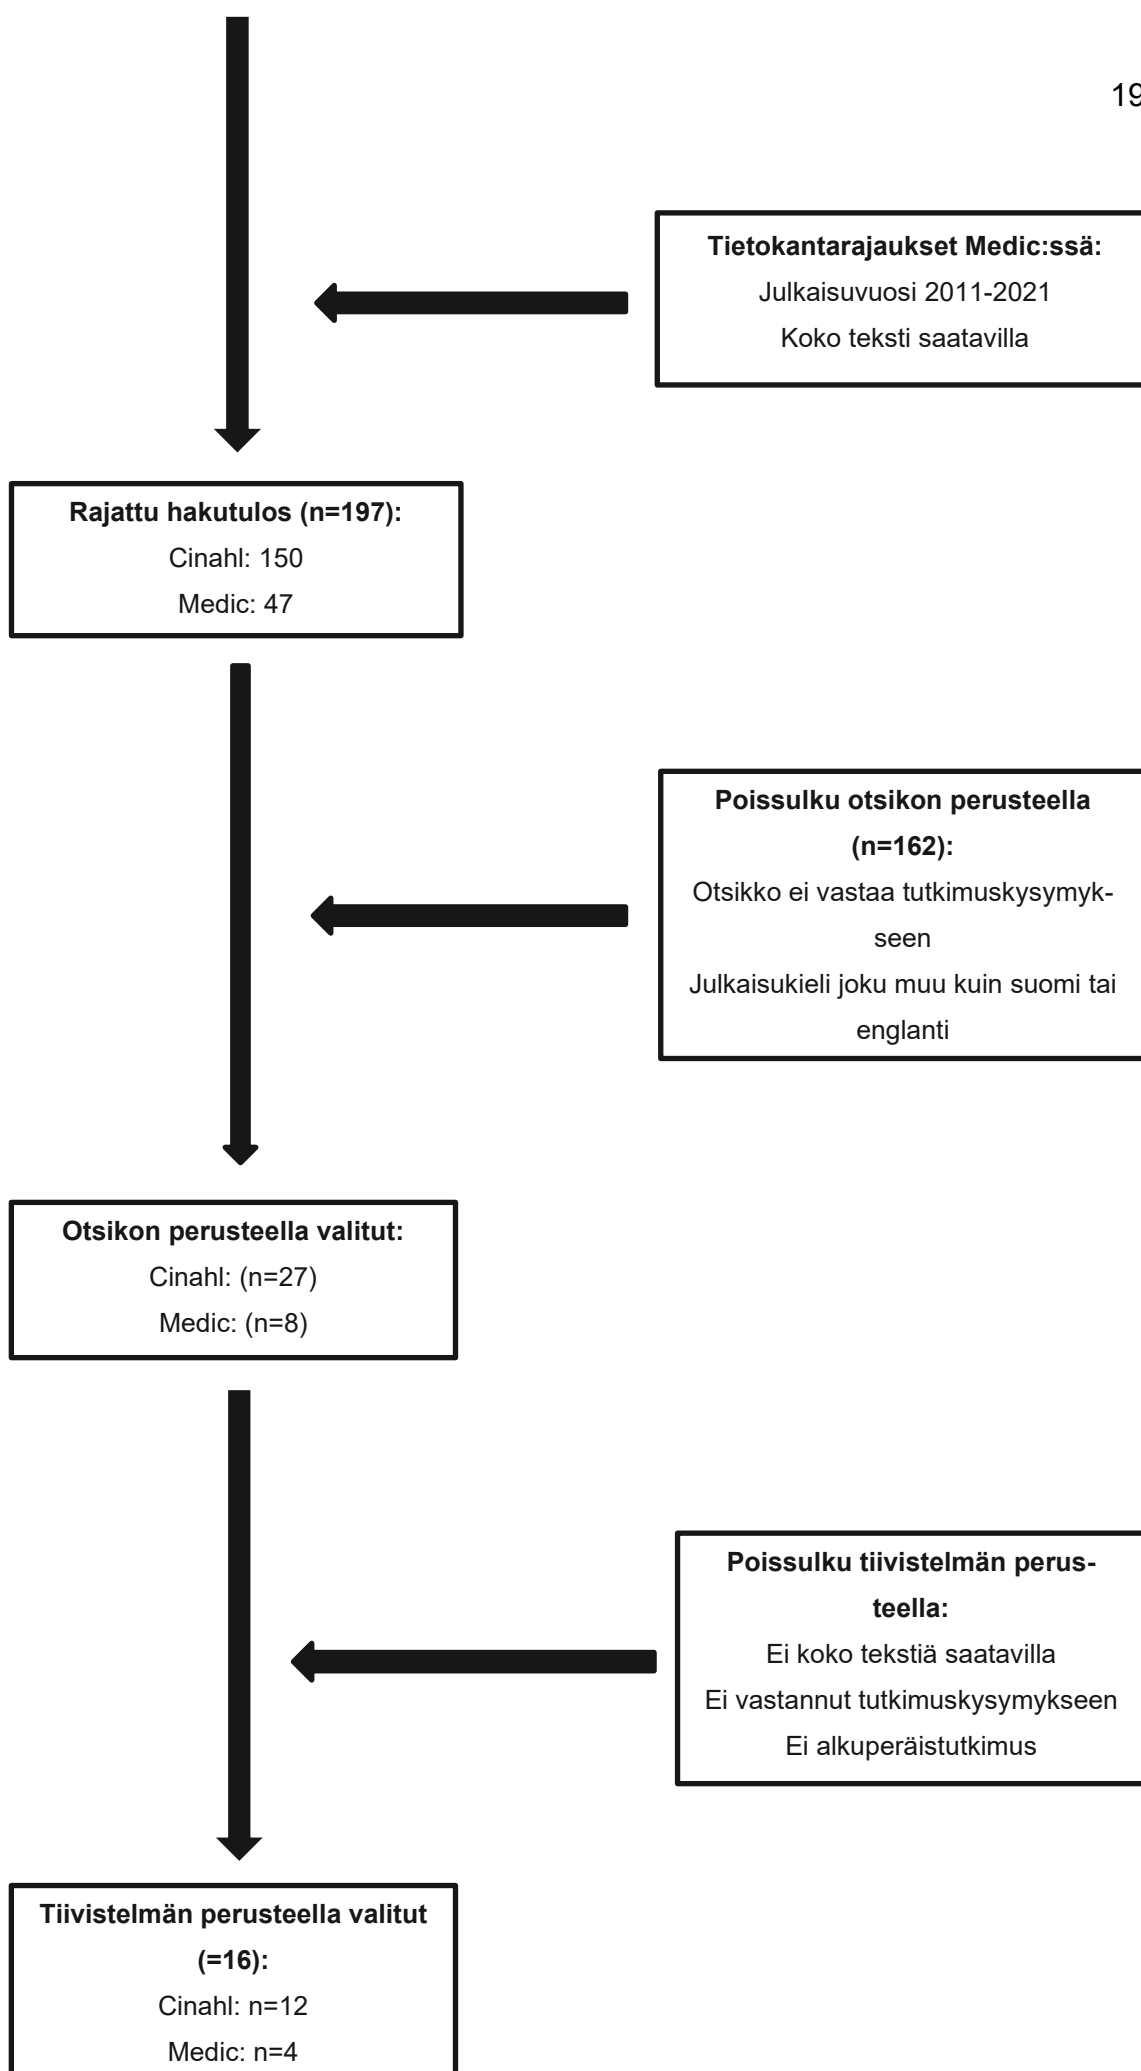 19
Tietokantarajaukset Medic:ssä:
Julkaisuvuosi 2011-2021
Koko teksti saatavilla
Rajattu hakutulos (n=197):
Cinahl: 150
Medic: 47
Poissulku otsikon perusteella
(n=162):
Otsikko ei vastaa tutkimuskysymyk-
seen
Julkaisukieli joku muu kuin suomi tai
englanti
Otsikon perusteella valitut:
Cinahl: (n=27)
Medic: (n=8)
Poissulku tiivistelmän perus-
teella:
Ei koko tekstiä saatavilla
Ei vastannut tutkimuskysymykseen
Ei alkuperäistutkimus
Tiivistelmän perusteella valitut
(=16):
Cinahl: n=12
Medic: n=4